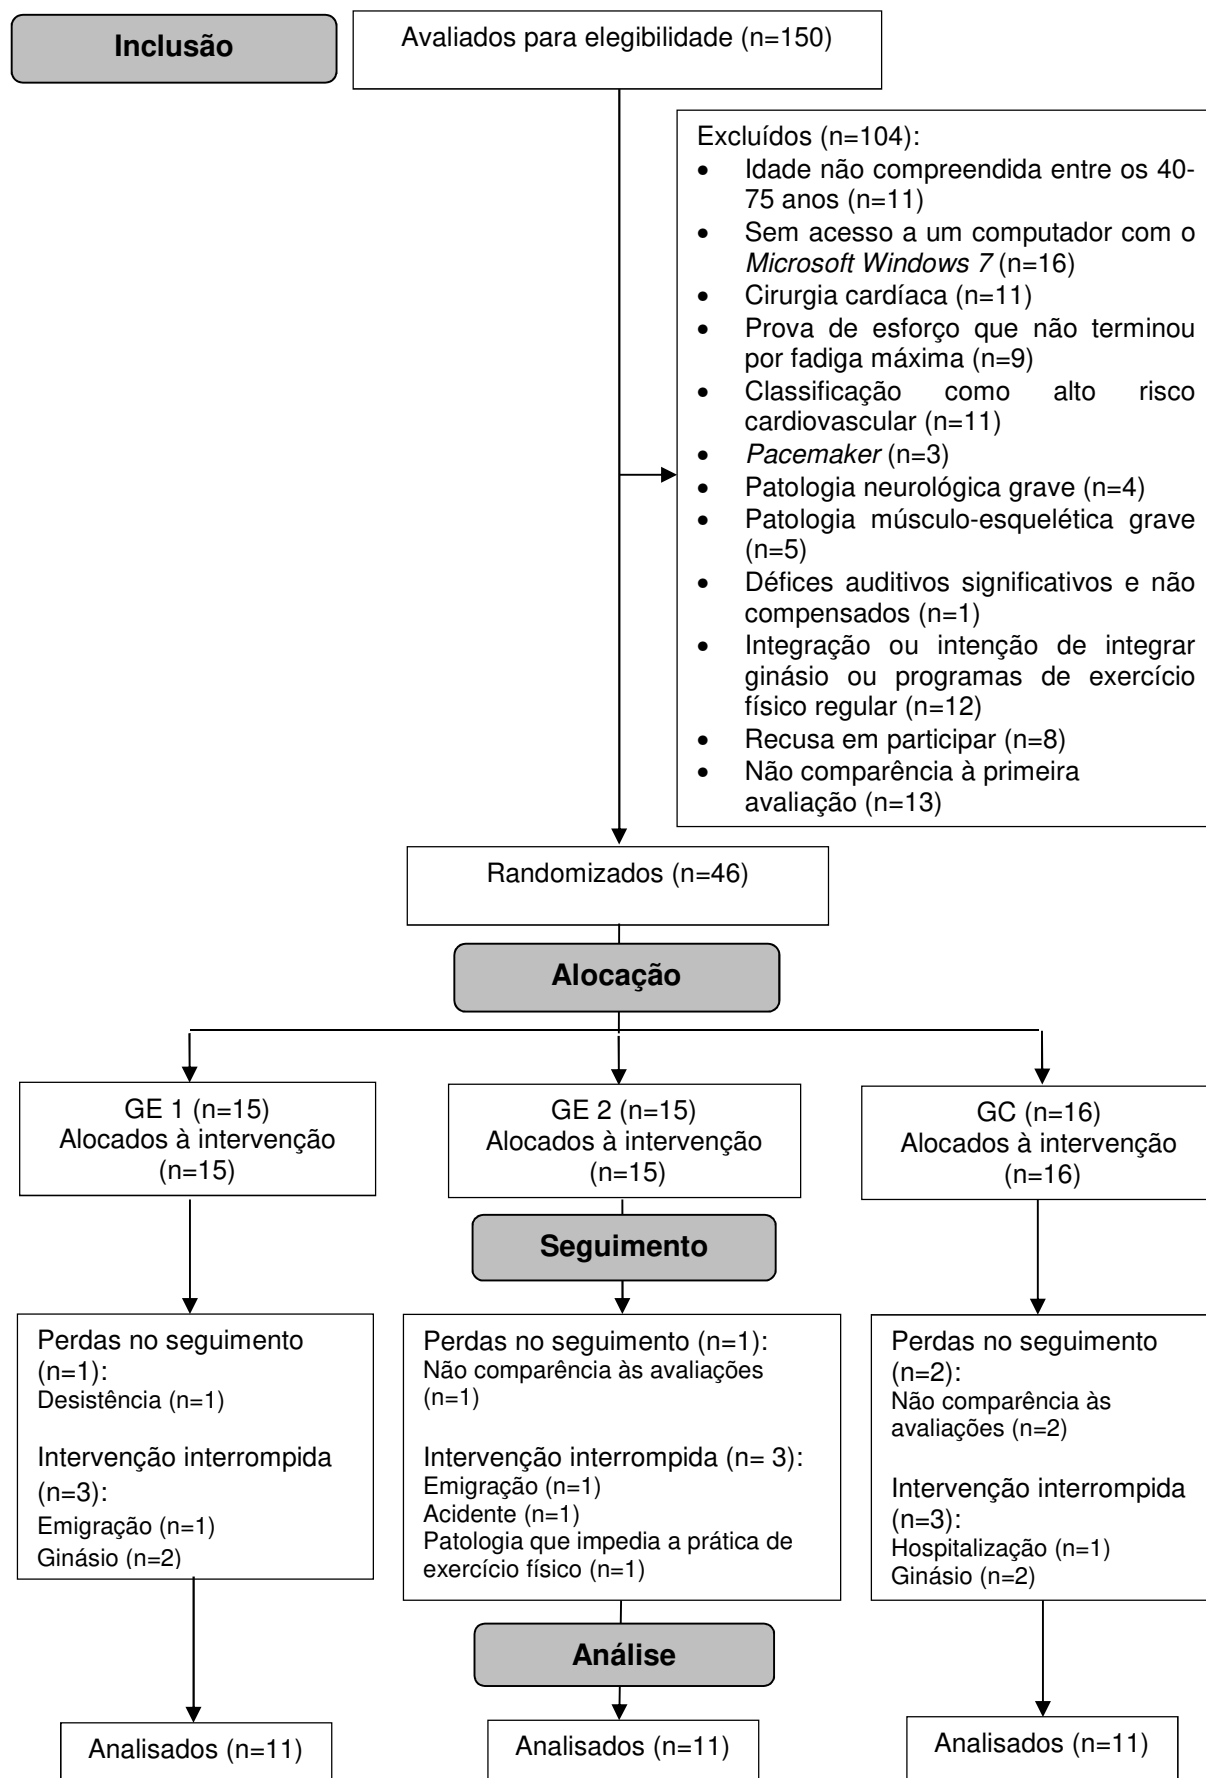 Inclusão
Avaliados para elegibilidade (n=150)
Excluídos (n=104):
• Idade não compreendida entre os 40-
75 anos (n=11)
• Sem acesso a um computador com o
Microsoft Windows 7 (n=16)
• Cirurgia cardíaca (n=11)
• Prova de esforço que não terminou
por fadiga máxima (n=9)
• Classificação como alto risco
cardiovascular (n=11)
• Pacemaker (n=3)
• Patologia neurológica grave (n=4)
• Patologia músculo-esquelética grave
(n=5)
• Défices auditivos significativos e não
compensados (n=1)
• Integração ou intenção de integrar
ginásio ou programas de exercício
físico regular (n=12)
• Recusa em participar (n=8)
• Não comparência à primeira
avaliação (n=13)
Randomizados (n=46)
Alocação
GE 1 (n=15)
Alocados à intervenção
(n=15)
GE 2 (n=15)
Alocados à intervenção
(n=15)
GC (n=16)
Alocados à intervenção
(n=16)
Seguimento
Perdas no seguimento
(n=1):
Desistência (n=1)
Intervenção interrompida
(n=3):
Emigração (n=1)
Ginásio (n=2)
Perdas no seguimento (n=1):
Não comparência às avaliações
(n=1)
Intervenção interrompida (n= 3):
Emigração (n=1)
Acidente (n=1)
Patologia que impedia a prática de
exercício físico (n=1)
Perdas no seguimento
(n=2):
Não comparência às
avaliações (n=2)
Intervenção interrompida
(n=3):
Hospitalização (n=1)
Ginásio (n=2)
Análise
Analisados (n=11)
Analisados (n=11)
Analisados (n=11)